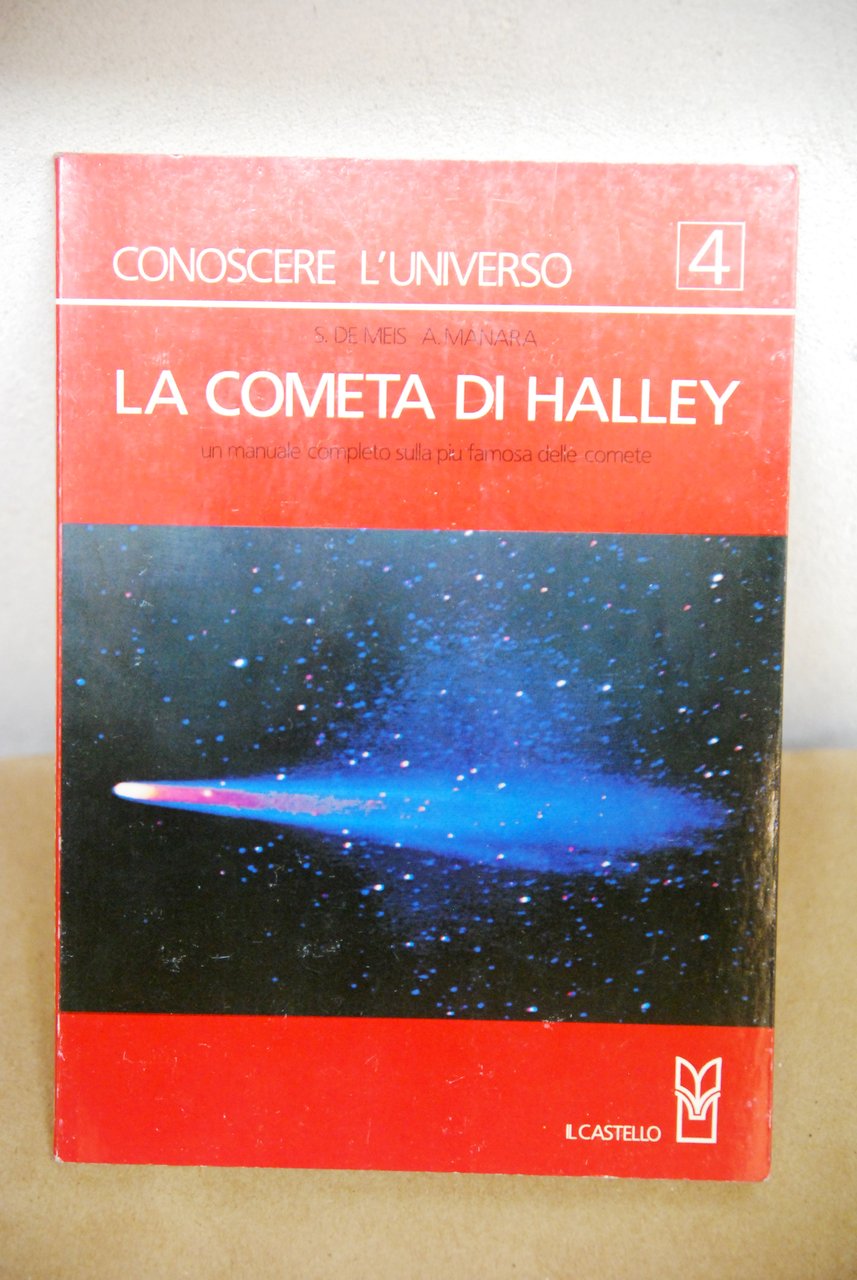 CONOSCERE L'UNIVERSO 4
S. DE MEIS A. MANARA
LA COMETA DI HALLEY
un manuale completo sulla piu famosa delle comete
IL CASTELLO